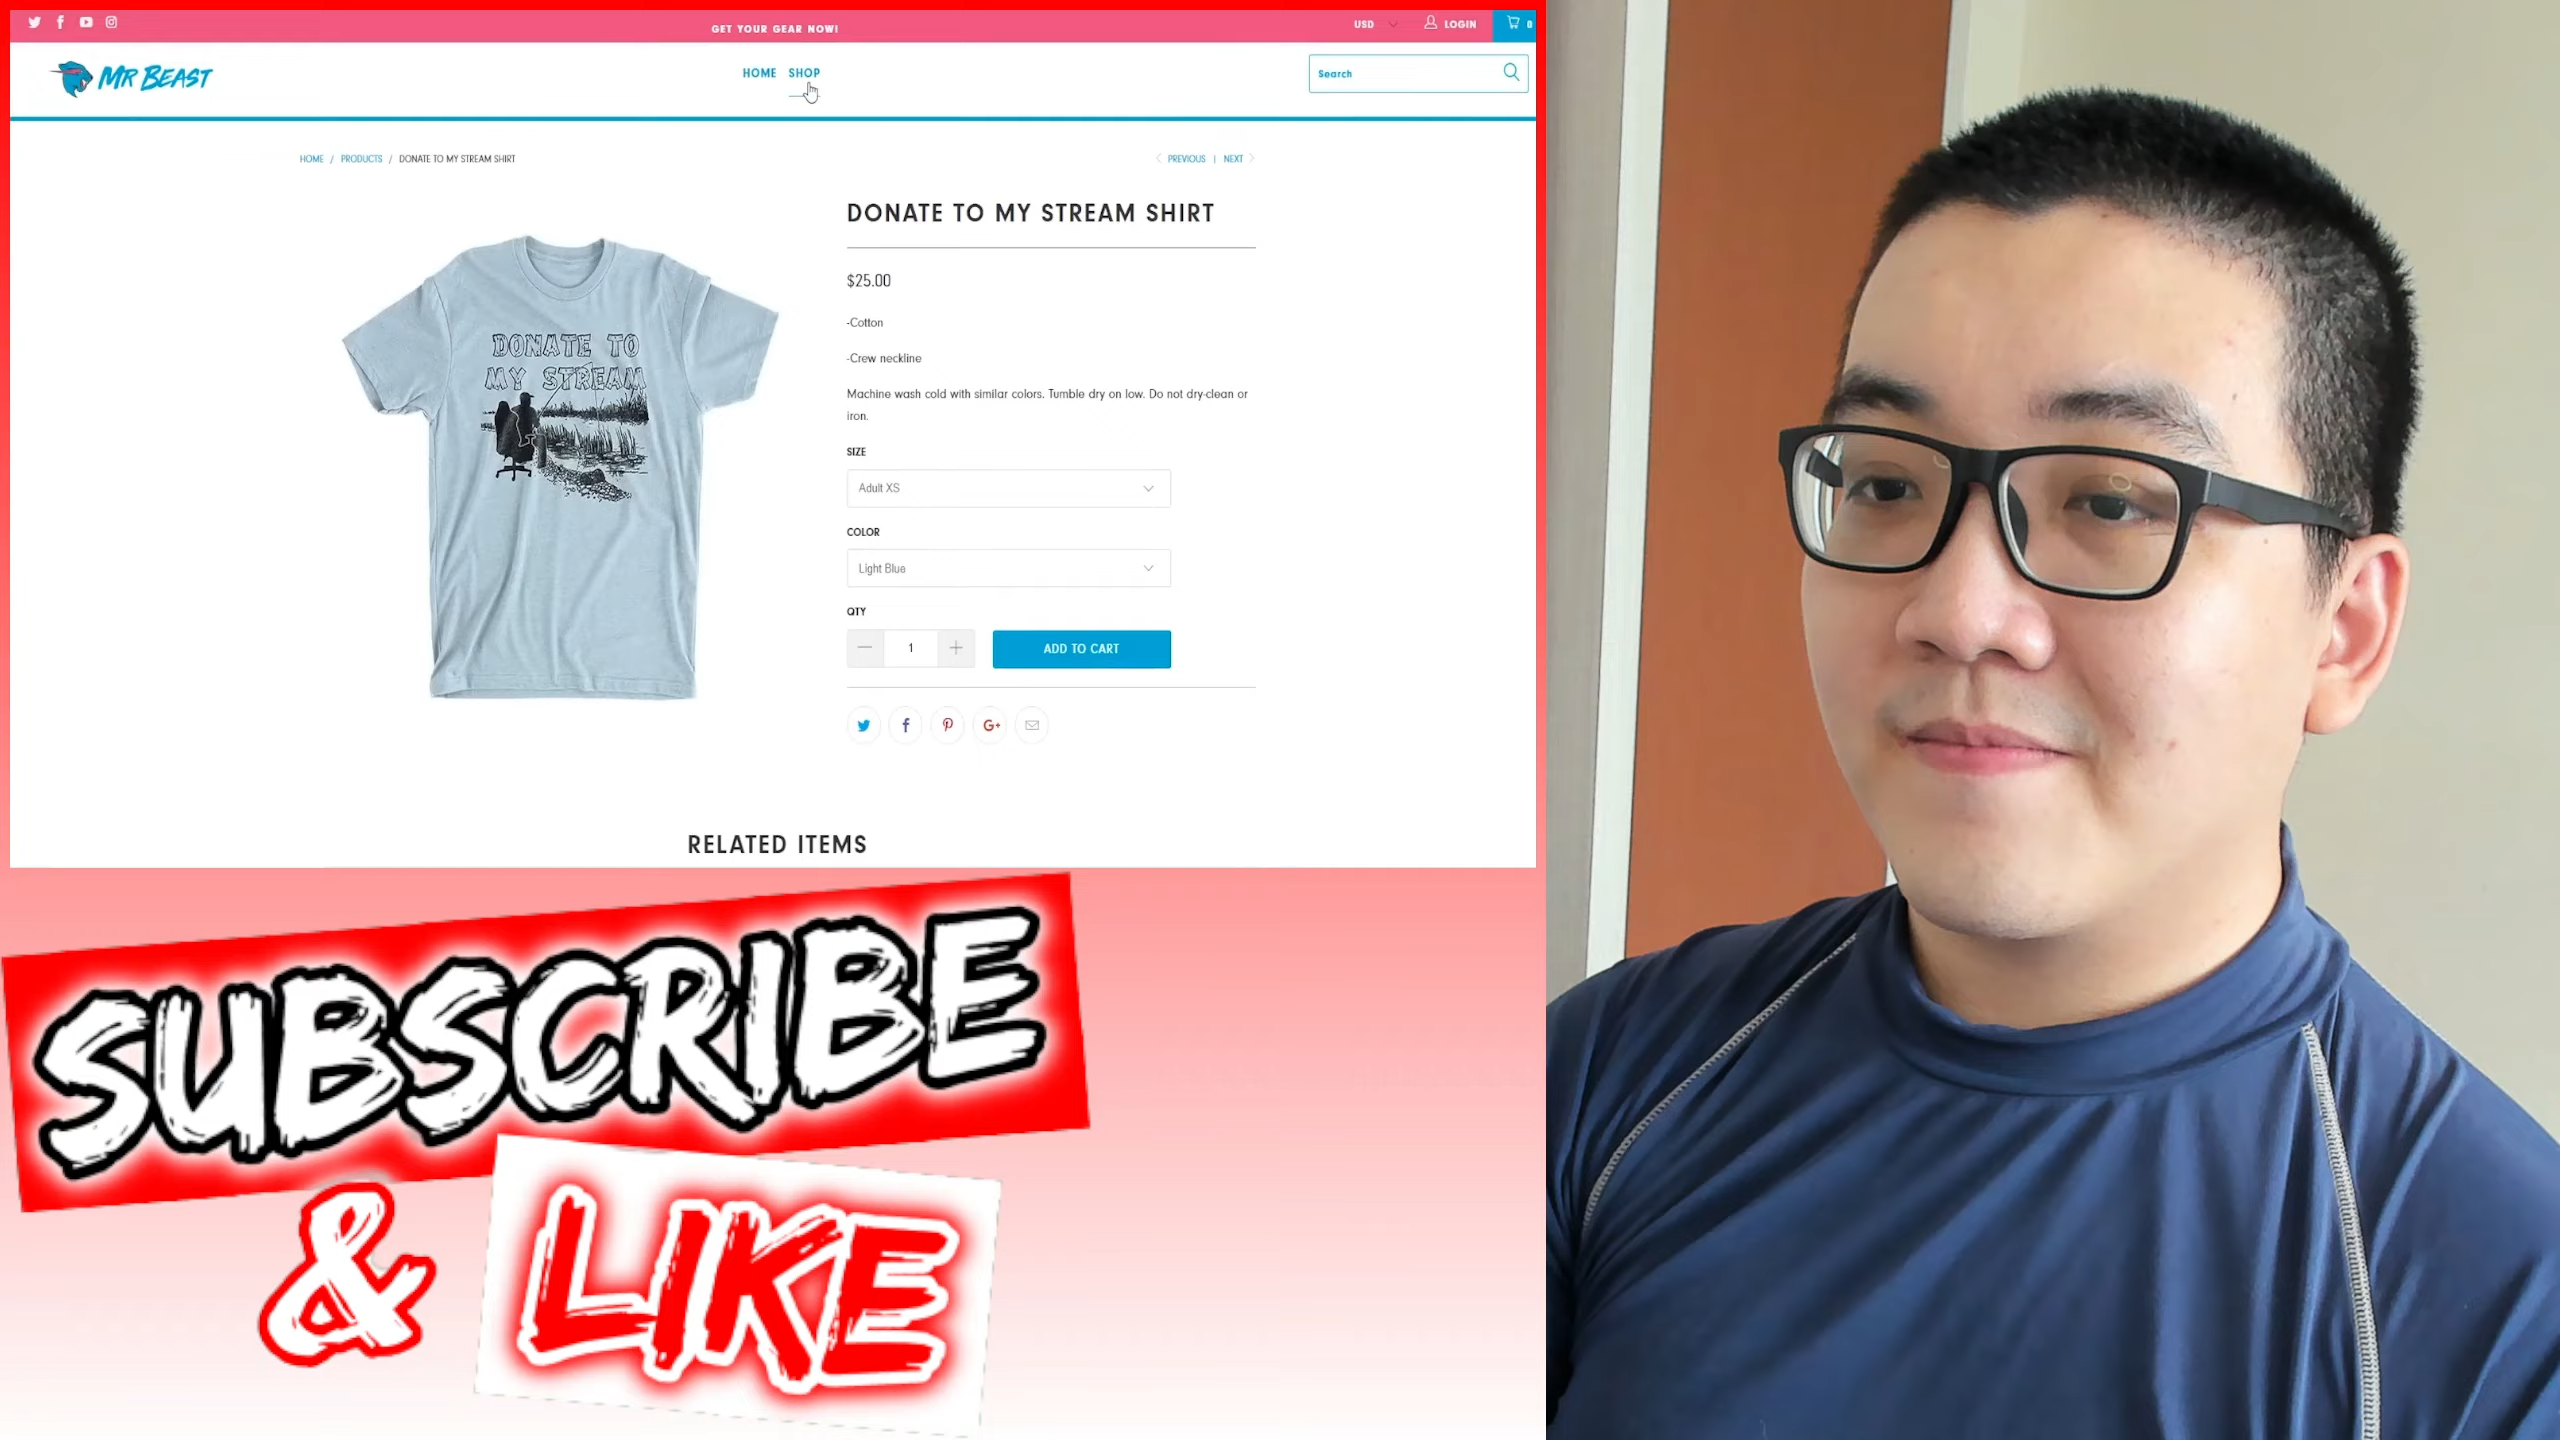 GET YOUR GEAR NOW!
USD
LOGIN
0
MR BEAST
HOME SHOP
Search
HOME / PRODUCTS / DONATE TO MY STREAM SHIRT
PREVIOUS | NEXT
DONATE TO MY STREAM SHIRT
$25.00
-Cotton
-Crew neckline
Machine wash cold with similar colors. Tumble dry on low. Do not dry-clean or
iron.
SIZE
Adult XS
COLOR
Light Blue
QTY
1
ADD TO CART
G+
DONATE TO
MY STREAM
RELATED ITEMS
SUBSCRIBE
& LIKE